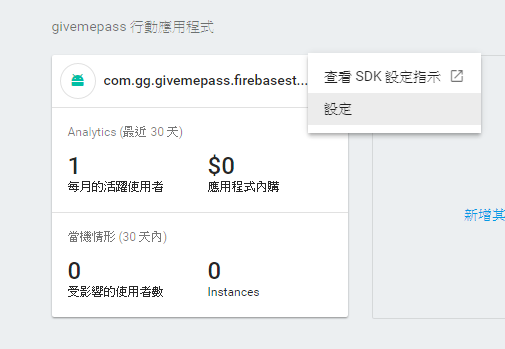 givemepass 行動應用程式
com.gg.givemepass.firebasest...
查看 SDK 設定指示
設定
Analytics (最近 30 天)
1 $0
每月的活躍使用者 應用程式內購
新增其
當機情形 (30 天內)
0 0
受影響的使用者數 Instances